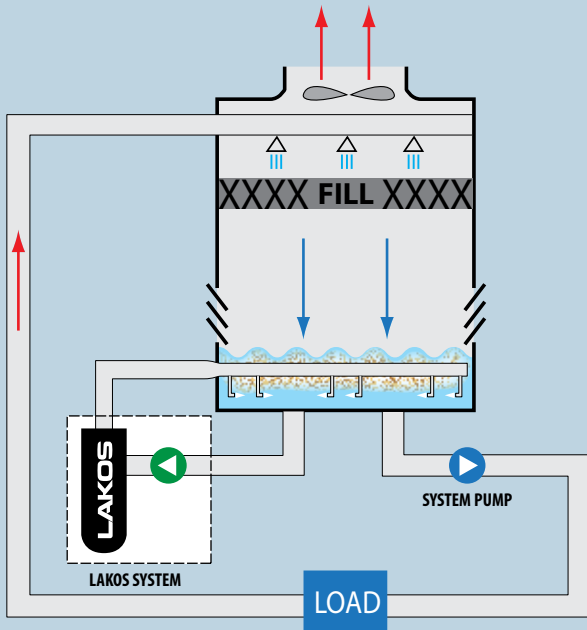 XXXX FILL XXXX
LAKOS
SYSTEM PUMP
LAKOS SYSTEM
LOAD